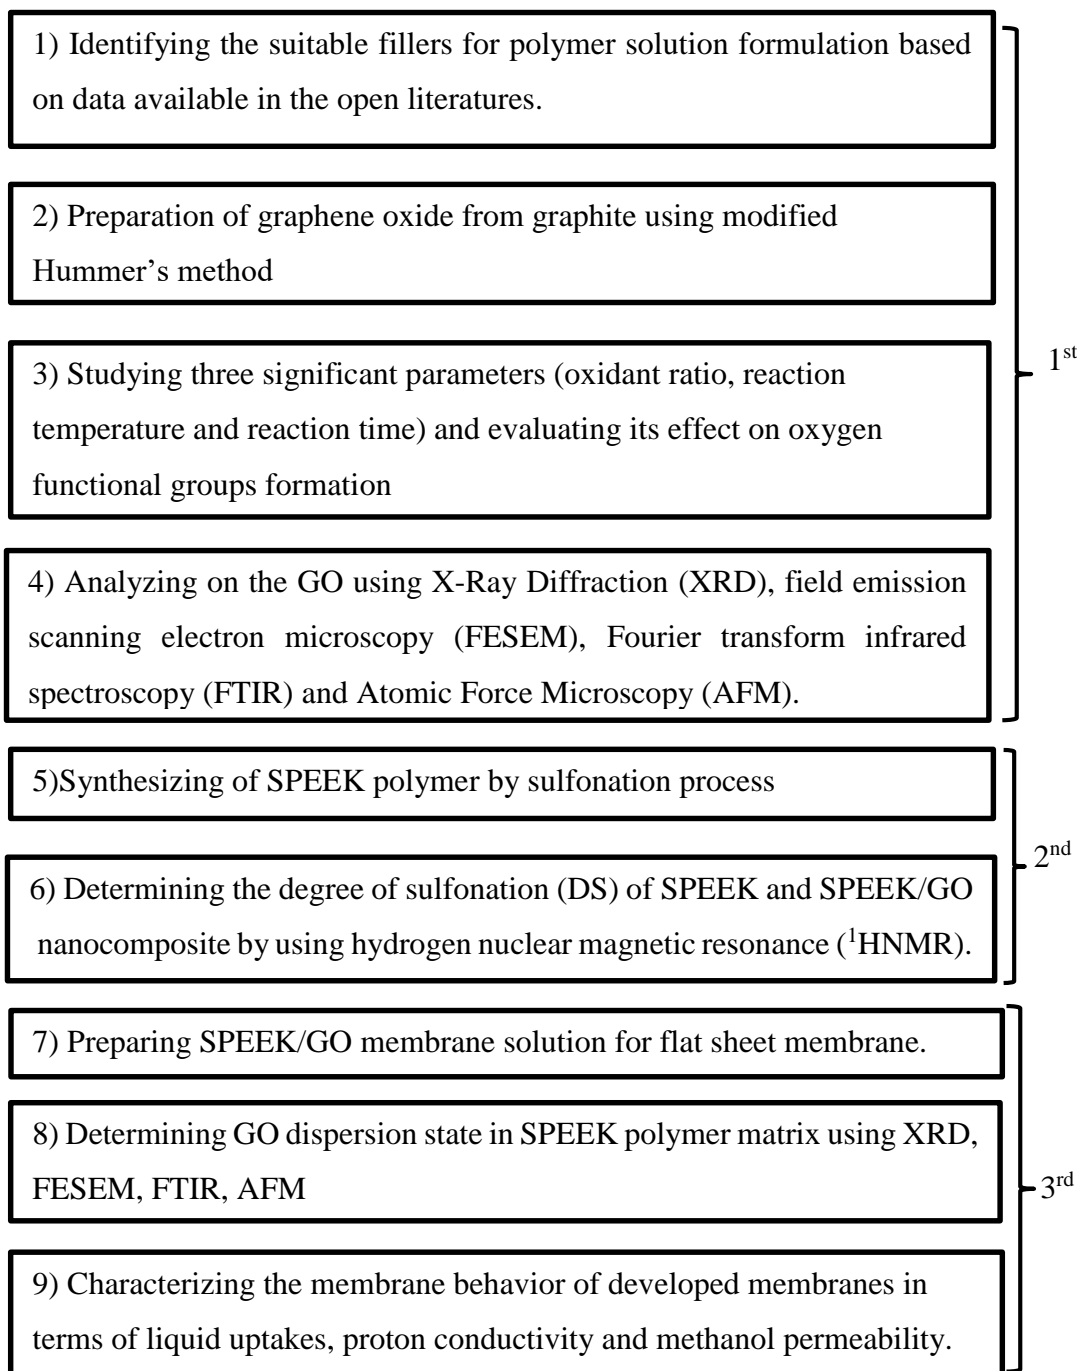 1) Identifying the suitable fillers for polymer solution formulation based
on data available in the open literatures.
2) Preparation of graphene oxide from graphite using modified
Hummer’s method
3) Studying three significant parameters (oxidant ratio, reaction
temperature and reaction time) and evaluating its effect on oxygen
functional groups formation
1st
4) Analyzing on the GO using X-Ray Diffraction (XRD), field emission
scanning electron microscopy (FESEM), Fourier transform infrared
spectroscopy (FTIR) and Atomic Force Microscopy (AFM).
5)Synthesizing of SPEEK polymer by sulfonation process
2nd
6) Determining the degree of sulfonation (DS) of SPEEK and SPEEK/GO
nanocomposite by using hydrogen nuclear magnetic resonance (1HNMR).
7) Preparing SPEEK/GO membrane solution for flat sheet membrane.
8) Determining GO dispersion state in SPEEK polymer matrix using XRD,
FESEM, FTIR, AFM
3rd
9) Characterizing the membrane behavior of developed membranes in
terms of liquid uptakes, proton conductivity and methanol permeability.